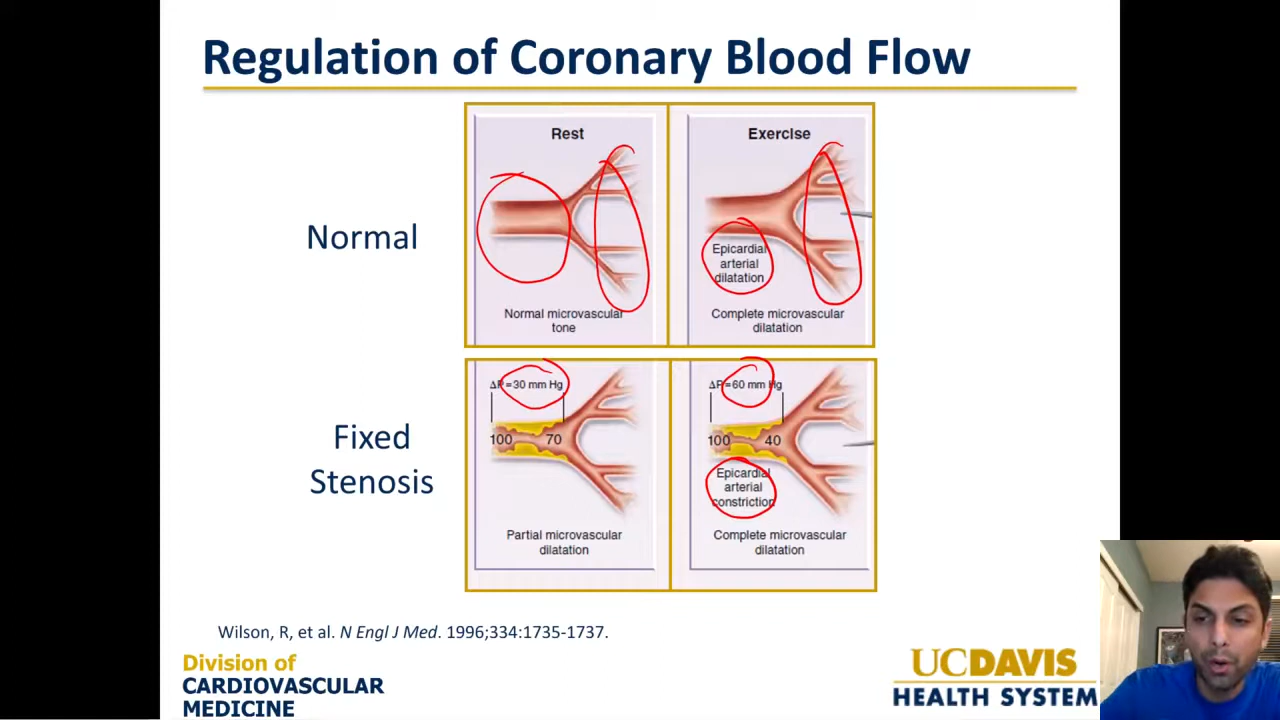 Regulation of Coronary Blood Flow
Rest
Exercise
Normal
Epicardial
arterial
dilatation
Normal microvascular
tone
Complete microvascular
dilatation
ΔP=30 mm Hg
ΔP=60 mm Hg
Fixed
Stenosis
100
70
100
40
Epicardial
arterial
constriction
Partial microvascular
dilatation
Complete microvascular
dilatation
Wilson, R, et al. N Engl J Med. 1996;334:1735-1737.
Division of
CARDIOVASCULAR
MEDICINE
UCDAVIS
HEALTH SYSTEM